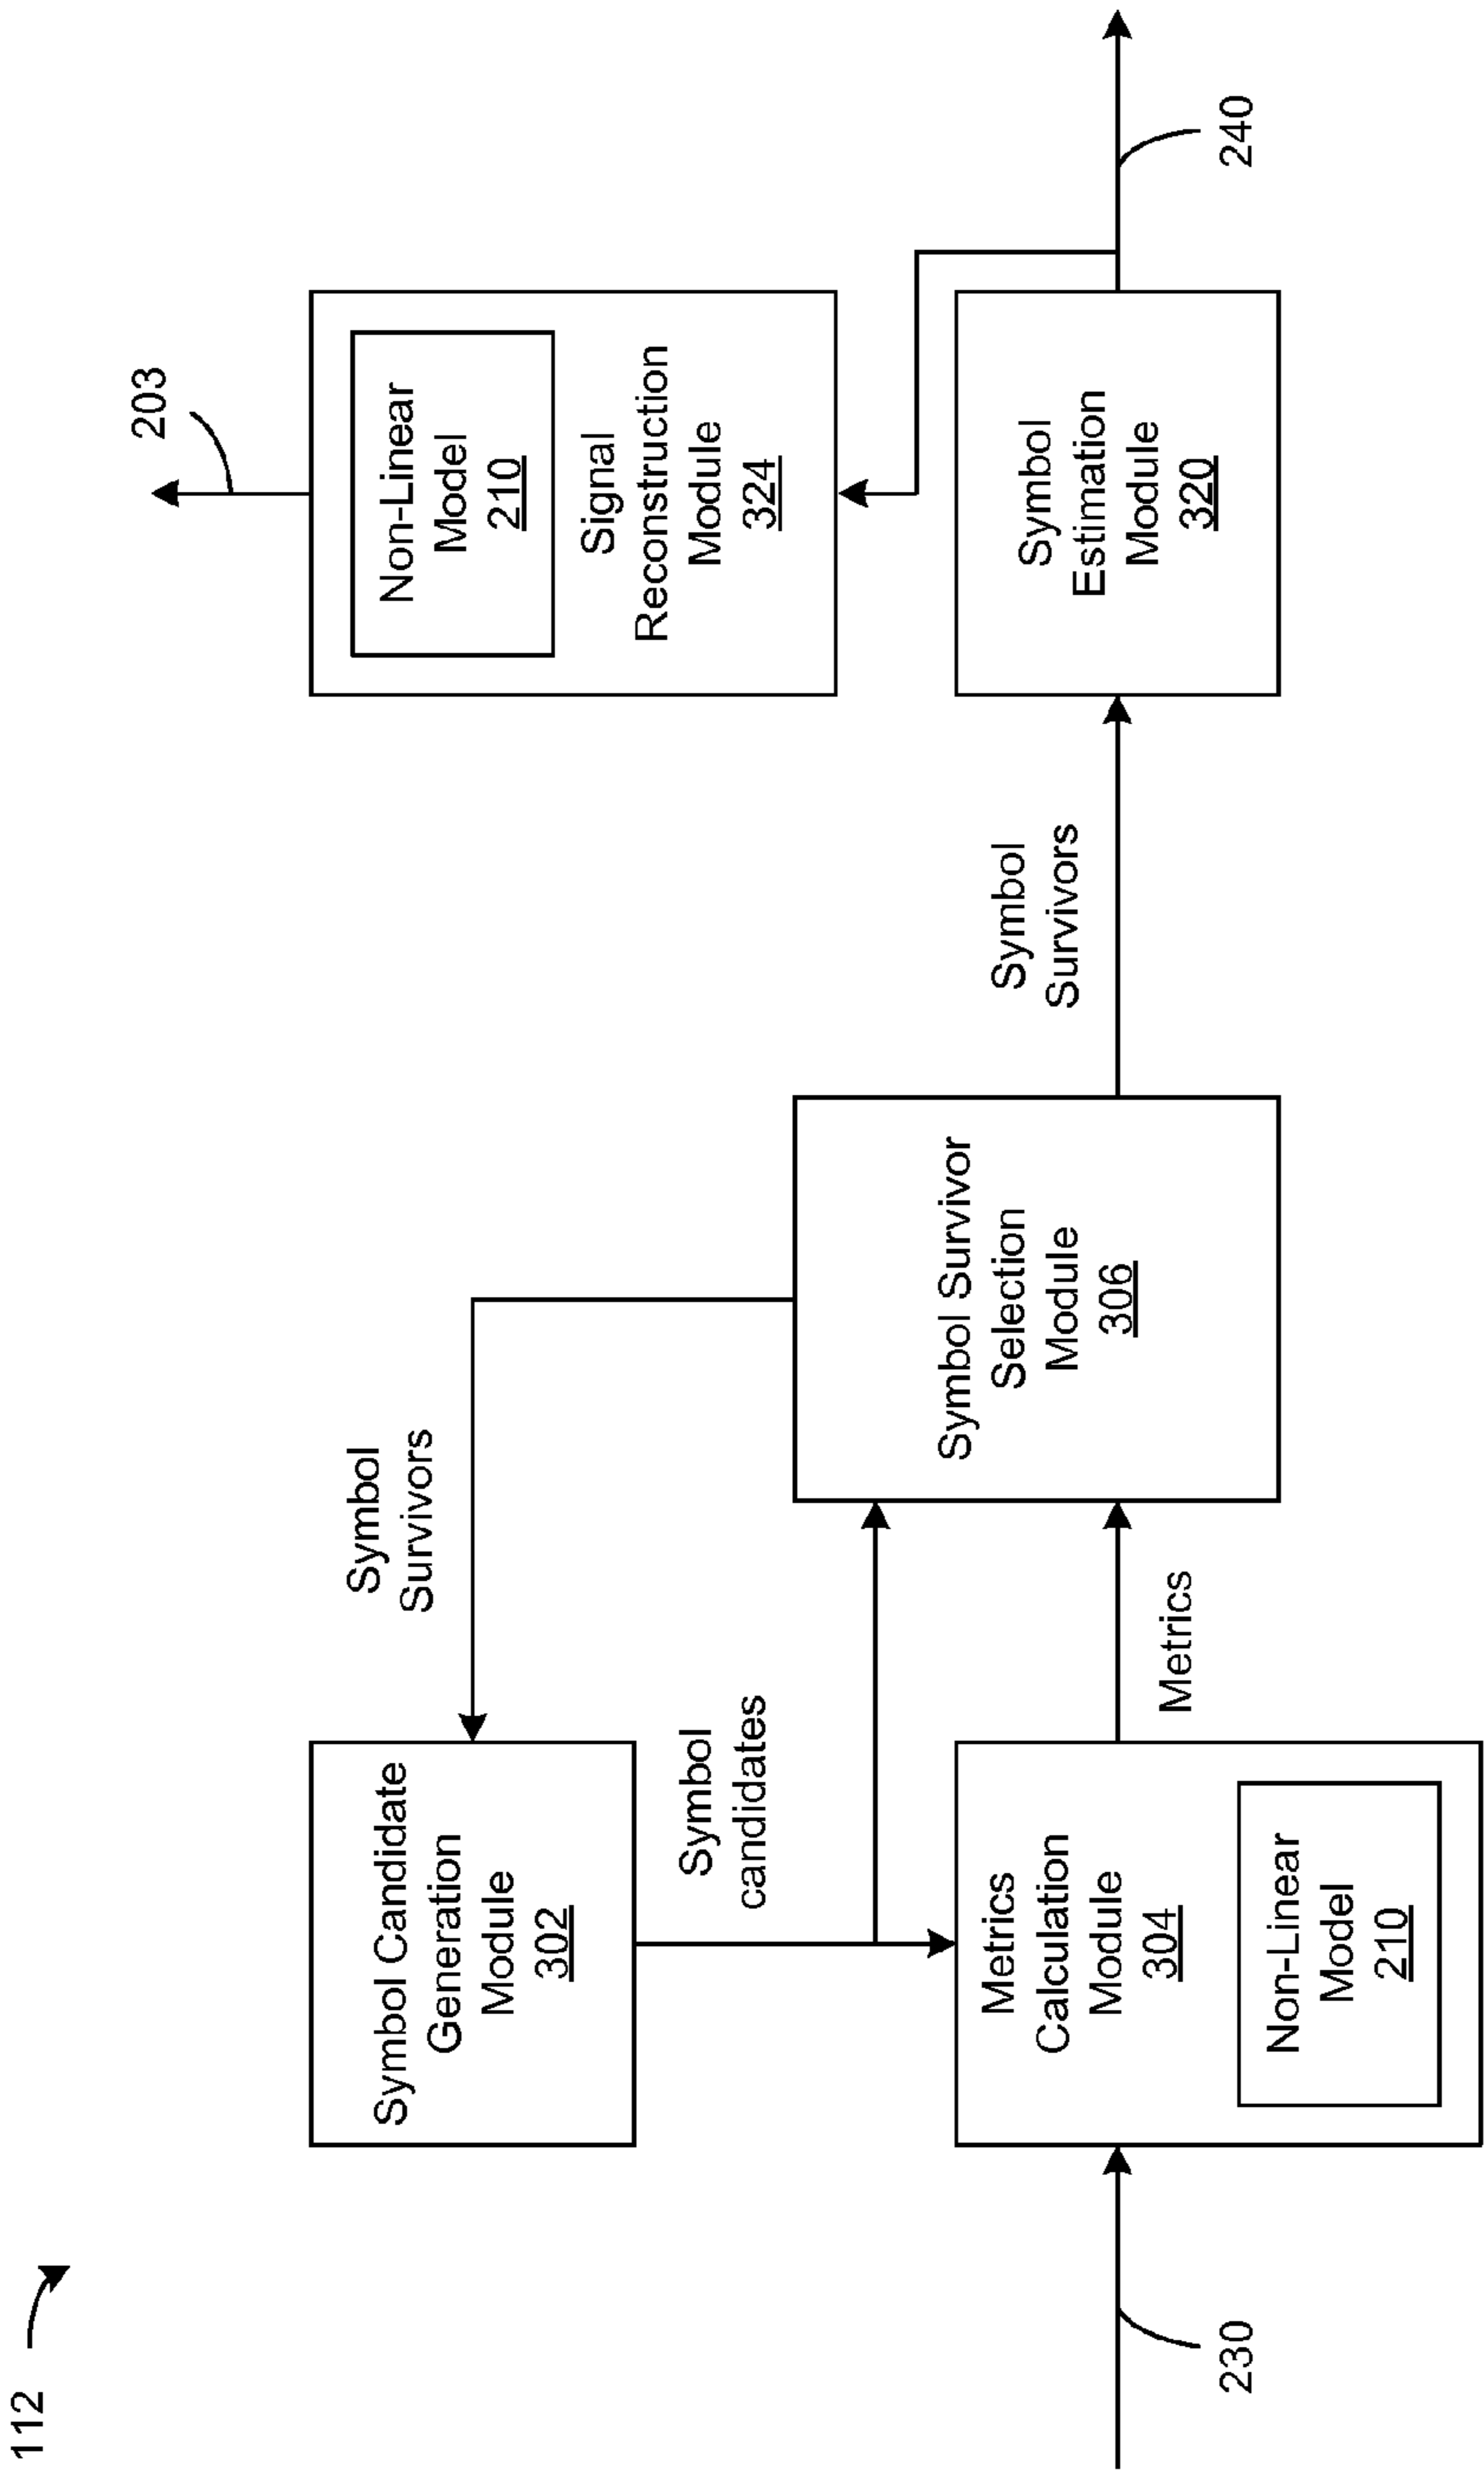 112
203
Symbol Candidate
Generation
Module
302
Symbol
Survivors
Non-Linear
Model
210
Signal
Reconstruction
Module
324
Symbol
candidates
Symbol Survivor
Selection
Module
306
Symbol
Survivors
Symbol
Estimation
Module
320
Metrics
Calculation
Module
304
Non-Linear
Model
210
Metrics
230
240